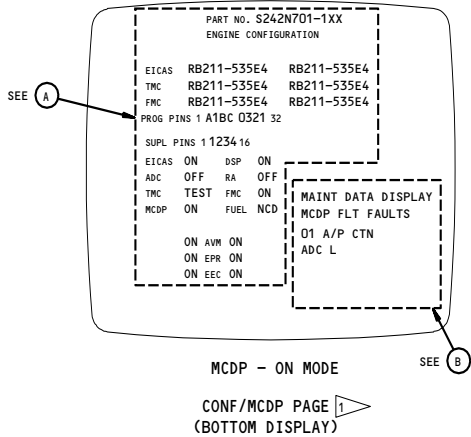 PART NO. S242N701-1XX
ENGINE CONFIGURATION
EICAS RB211-535E4 RB211-535E4
TMC RB211-535E4 RB211-535E4
FMC RB211-535E4 RB211-535E4
SEE A
PROG PINS 1 A1BC 0321 32
SUPL PINS 1 1234 16
EICAS ON DSP ON
ADC OFF RA OFF
TMC TEST FMC ON
MCDP ON FUEL NCD
ON AVM ON
ON EPR ON
ON EEC ON
MAINT DATA DISPLAY
MCDP FLT FAULTS
01 A/P CTN
ADC L
SEE B
MCDP - ON MODE
CONF/MCDP PAGE 1
(BOTTOM DISPLAY)